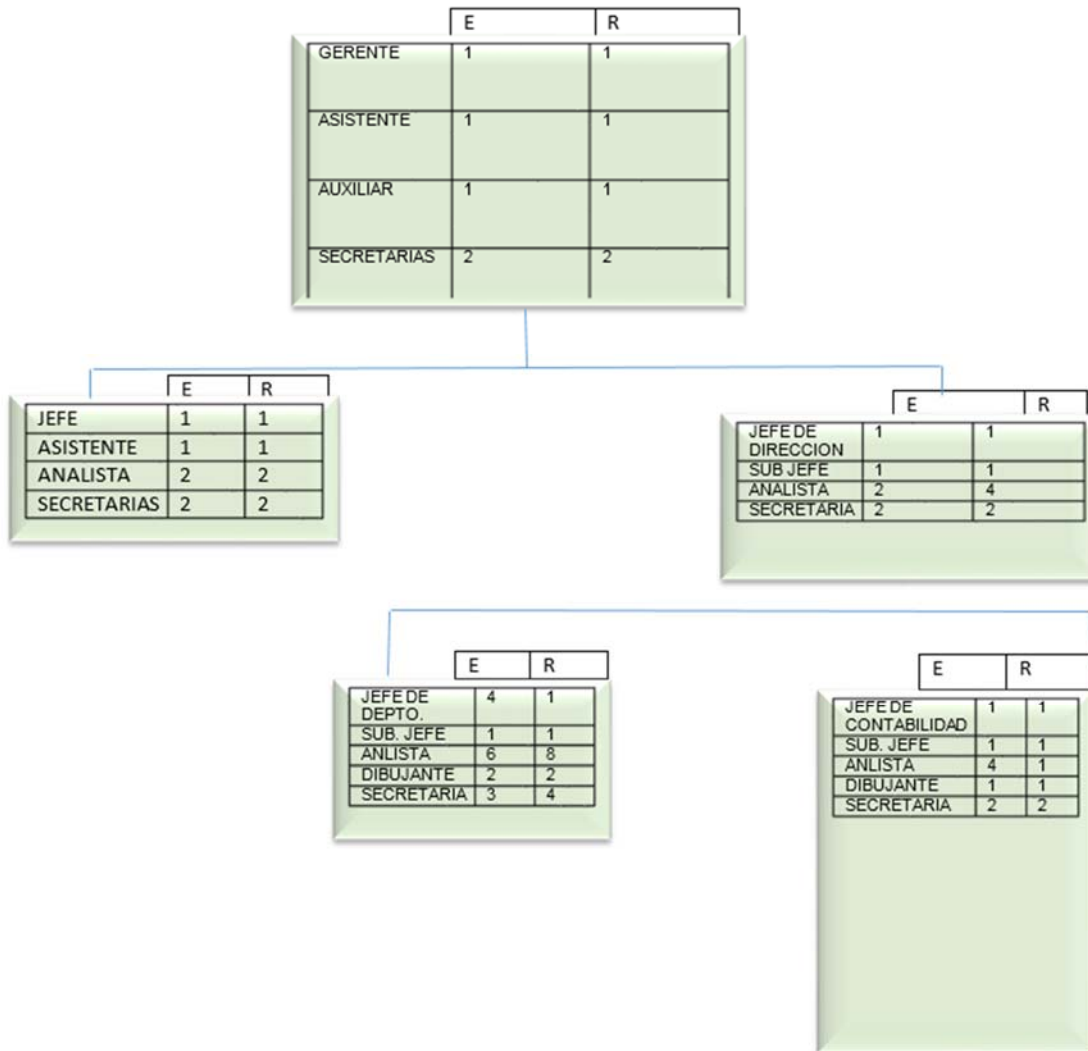 E R
GERENTE 1 1
ASISTENTE 1 1
AUXILIAR 1 1
SECRETARIAS 2 2
E R
JEFE 1 1
ASISTENTE 1 1
ANALISTA 2 2
SECRETARIAS 2 2
E R
JEFE DE 1 1
DIRECCION
SUB JEFE 1 1
ANALISTA 2 4
SECRETARIA 2 2
E R
JEFE DE 4 1
DEPTO.
SUB. JEFE 1 1
ANLISTA 6 8
DIBUJANTE 2 2
SECRETARIA 3 4
E R
JEFE DE 1 1
CONTABILIDAD
SUB. JEFE 1 1
ANLISTA 4 1
DIBUJANTE 1 1
SECRETARIA 2 2